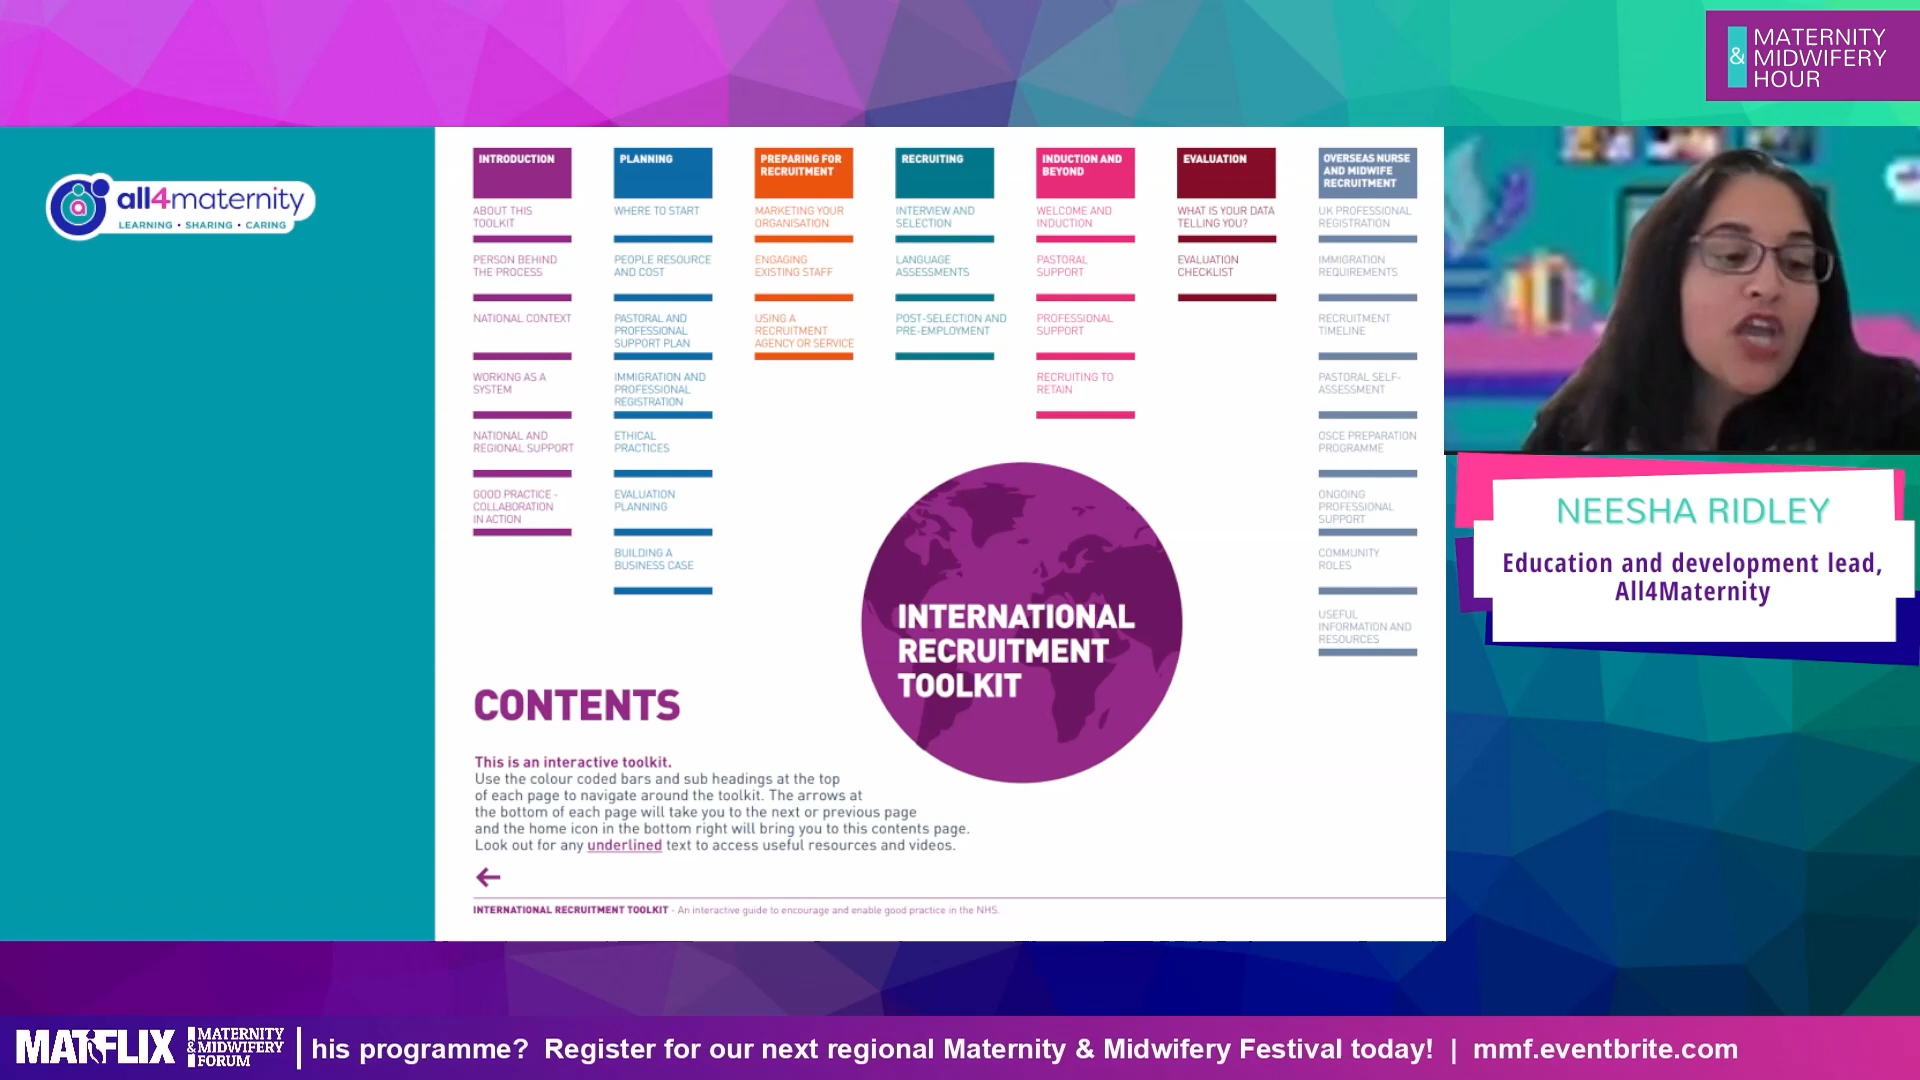 MATERNITY
& MIDWIFERY
HOUR
all4maternity
LEARNING • SHARING • CARING
INTRODUCTION
ABOUT THIS
TOOLKIT
PERSON BEHIND
THE PROCESS
NATIONAL CONTEXT
WORKING AS A
SYSTEM
NATIONAL AND
REGIONAL SUPPORT
GOOD PRACTICE -
COLLABORATION
IN ACTION
PLANNING
WHERE TO START
PEOPLE RESOURCE
AND COST
PASTORAL AND
PROFESSIONAL
SUPPORT PLAN
IMMIGRATION AND
PROFESSIONAL
REGISTRATION
ETHICAL
PRACTICES
EVALUATION
PLANNING
BUILDING A
BUSINESS CASE
PREPARING FOR
RECRUITMENT
MARKETING YOUR
ORGANISATION
ENGAGING
EXISTING STAFF
USING A
RECRUITMENT
AGENCY OR SERVICE
RECRUITING
INTERVIEW AND
SELECTION
LANGUAGE
ASSESSMENTS
POST-SELECTION AND
PRE-EMPLOYMENT
INDUCTION AND
BEYOND
WELCOME AND
INDUCTION
PASTORAL
SUPPORT
PROFESSIONAL
SUPPORT
RECRUITING TO
RETAIN
EVALUATION
WHAT IS YOUR DATA
TELLING YOU?
EVALUATION
CHECKLIST
OVERSEAS NURSE
AND MIDWIFE
RECRUITMENT
UK PROFESSIONAL
REGISTRATION
IMMIGRATION
REQUIREMENTS
RECRUITMENT
TIMELINE
PASTORAL SELF-
ASSESSMENT
OSCE PREPARATION
PROGRAMME
ONGOING
PROFESSIONAL
SUPPORT
COMMUNITY
ROLES
USEFUL
INFORMATION AND
RESOURCES
INTERNATIONAL
RECRUITMENT
TOOLKIT
CONTENTS
This is an interactive toolkit.
Use the colour coded bars and sub headings at the top
of each page to navigate around the toolkit. The arrows at
the bottom of each page will take you to the next or previous page
and the home icon in the bottom right will bring you to this contents page.
Look out for any underlined text to access useful resources and videos.
INTERNATIONAL RECRUITMENT TOOLKIT - An interactive guide to encourage and enable good practice in the NHS.
NEESHA RIDLEY
Education and development lead,
All4Maternity
MATFLIX
MATERNITY
& MIDWIFERY
FORUM
his programme? Register for our next regional Maternity & Midwifery Festival today! | mmf.eventbrite.com